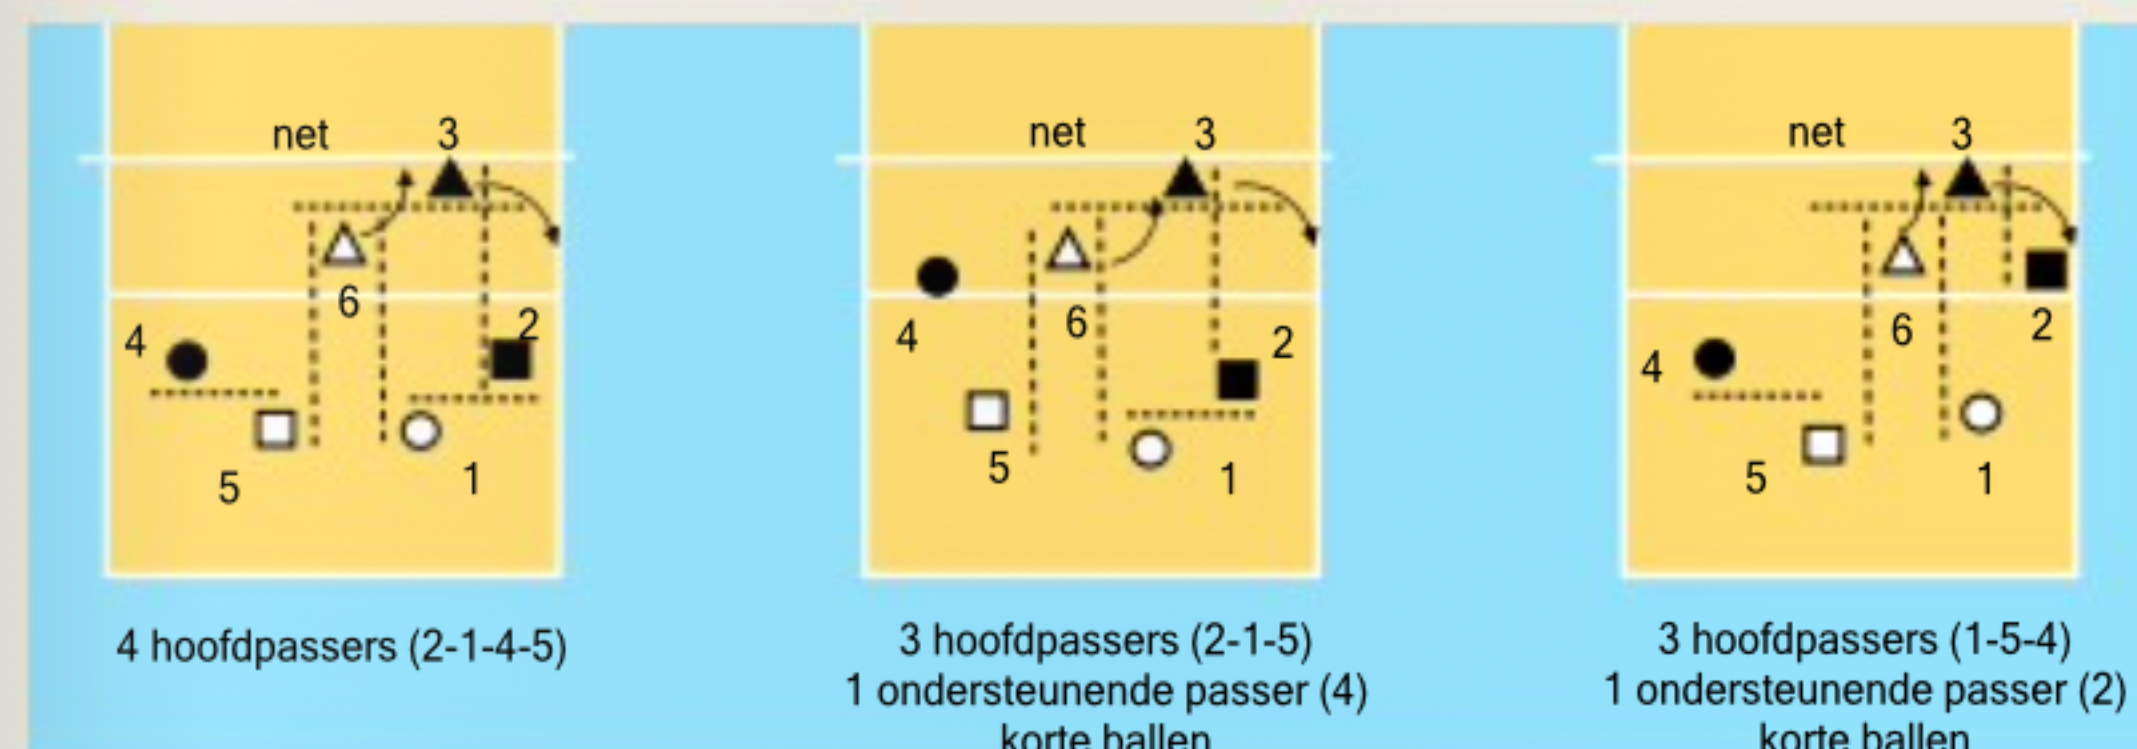 net 3
6
4
2
5
1
4 hoofdpassers (2-1-4-5)
net 3
4
6
2
5
1
3 hoofdpassers (2-1-5)
1 ondersteunende passer (4)
korte ballen
net 3
4
6
2
5
1
3 hoofdpassers (1-5-4)
1 ondersteunende passer (2)
korte ballen